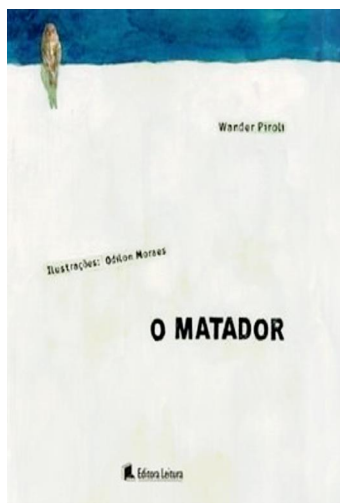 Wander Piroli
Ilustrações: Odilon Moraes
O MATADOR
Editora Leitura